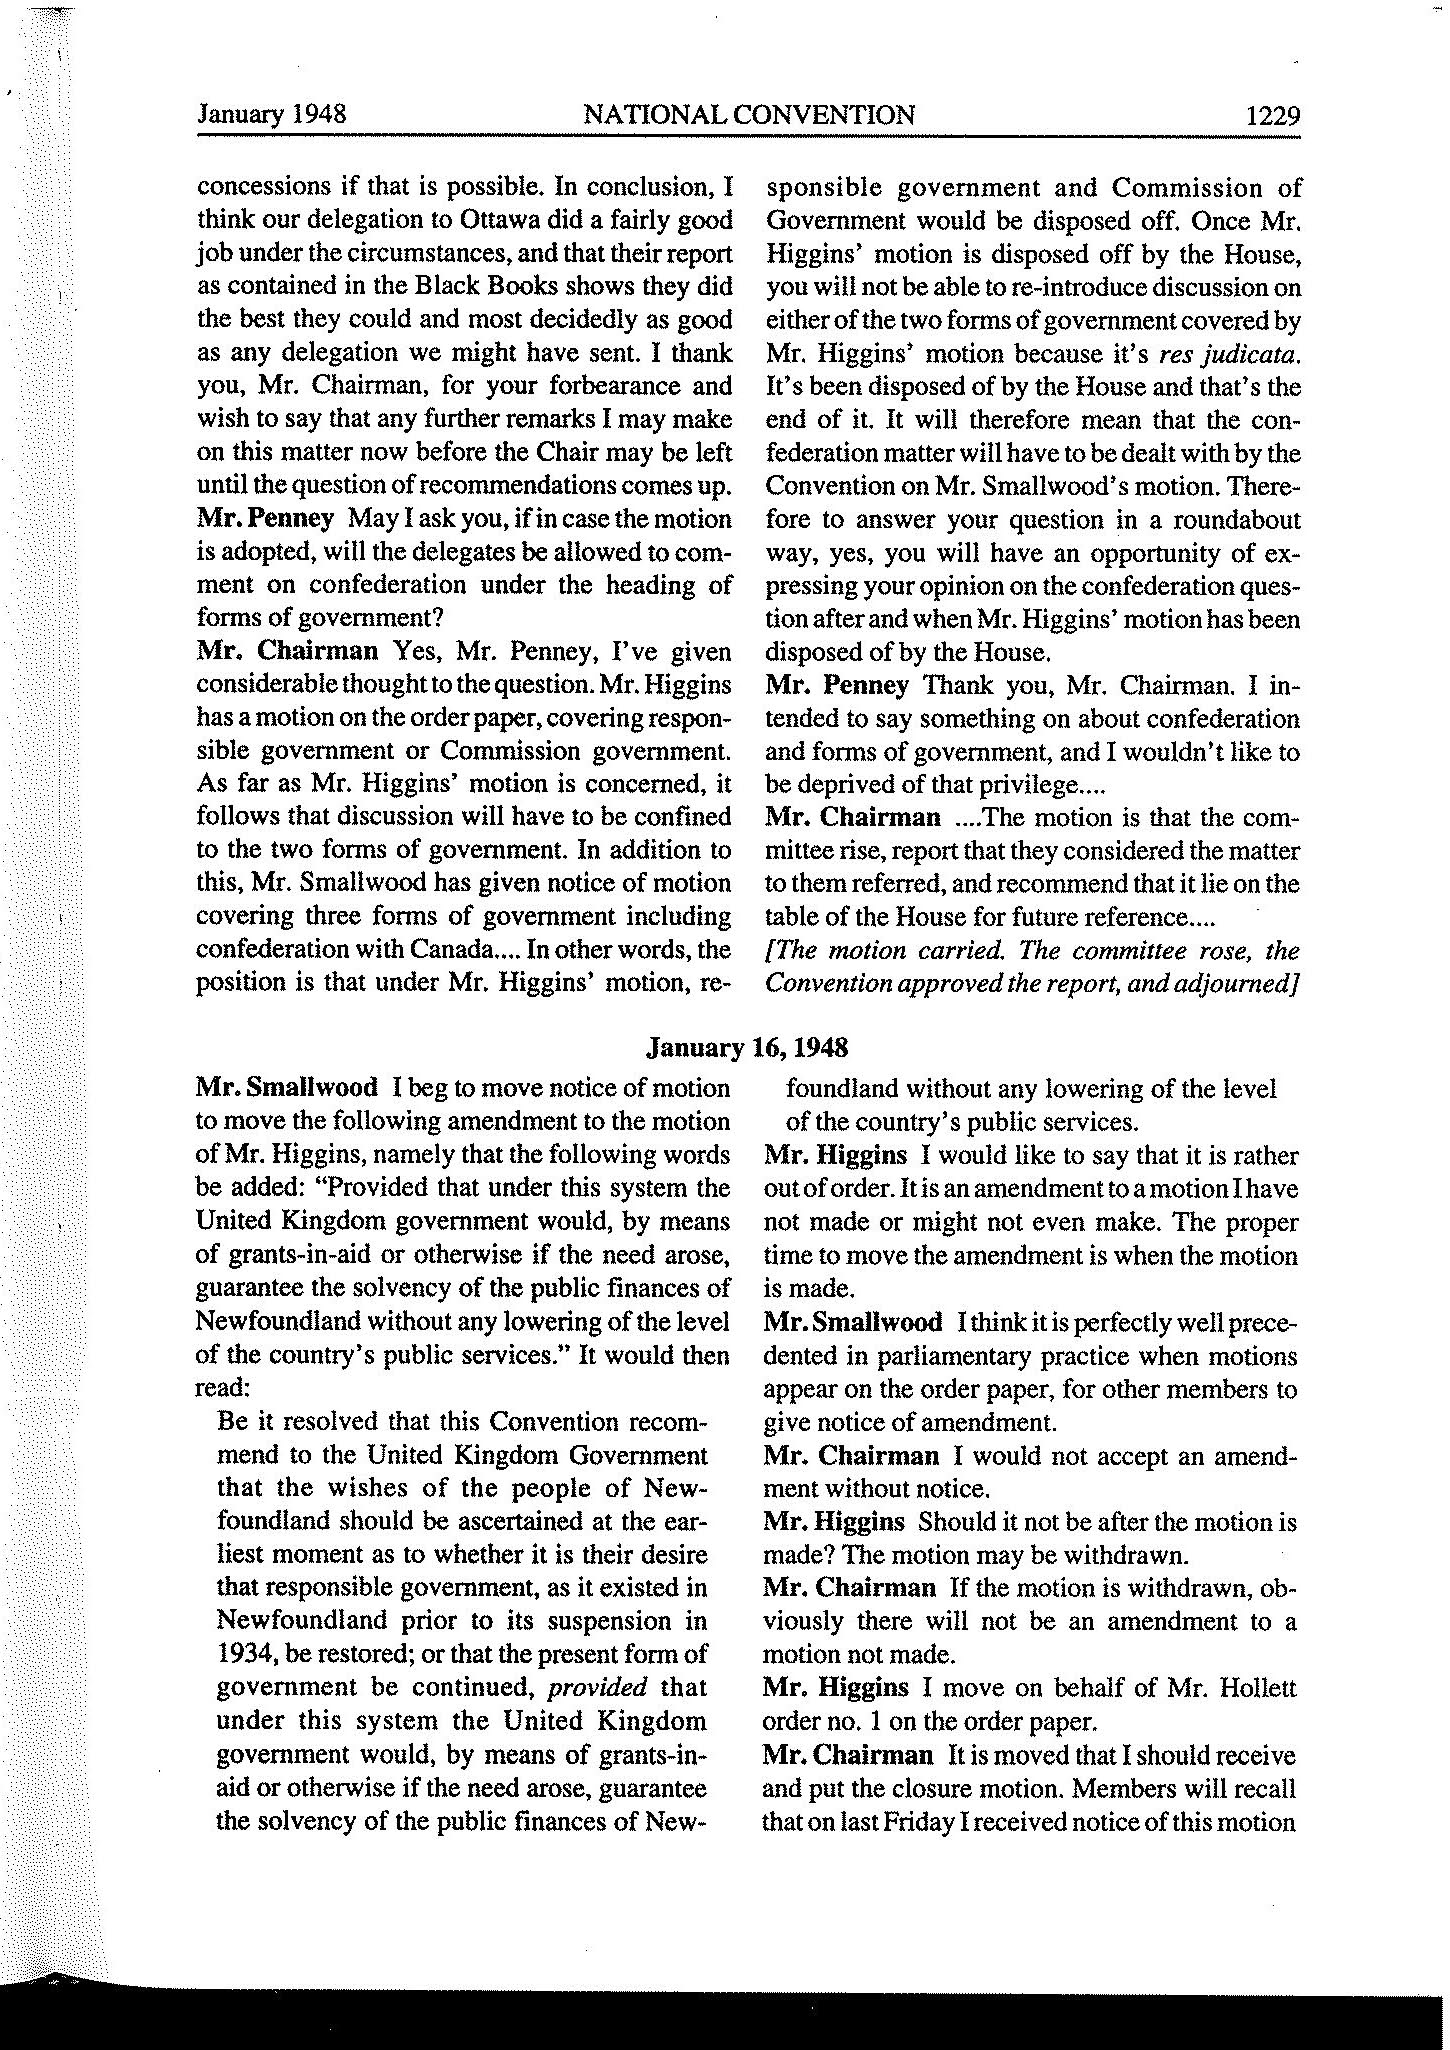 January 1948 NATIONAL CONVENTION 1229
concessions if that is possible. In conclusion, I
think our delegation to Ottawa did a fairly good
job under the circumstances, and that their report
as contained in the Black Books shows they did
the best they could and most decidedly as good
as any delegation we might have sent. I thank
you, Mr. Chairman, for your forbearance and
wish to say that any further remarks I may make
on this matter now before the Chair may be left
until the question of recommendations comes up.
Mr. Penney May I ask you, if in case the motion
is adopted, will the delegates be allowed to com-
ment on confederation under the heading of
forms of government?
Mr. Chairman Yes, Mr. Penney, I've given
considerable thought to the question. Mr. Higgins
has a motion on the order paper, covering respon-
sible government or Commission government.
As far as Mr. Higgins' motion is concerned, it
follows that discussion will have to be confined
to the two forms of government. In addition to
this, Mr. Smallwood has given notice of motion
covering three forms of government including
confederation with Canada.... In other words, the
position is that under Mr. Higgins' motion, re-
sponsible government and Commission of
Government would be disposed off. Once Mr.
Higgins' motion is disposed off by the House,
you will not be able to re-introduce discussion on
either of the two forms of government covered by
Mr. Higgins' motion because it's res judicata.
It's been disposed of by the House and that's the
end of it. It will therefore mean that the con-
federation matter will have to be dealt with by the
Convention on Mr. Smallwood's motion. There-
fore to answer your question in a roundabout
way, yes, you will have an opportunity of ex-
pressing your opinion on the confederation ques-
tion after and when Mr. Higgins' motion has been
disposed of by the House.
Mr. Penney Thank you, Mr. Chairman. I in-
tended to say something on about confederation
and forms of government, and I wouldn't like to
be deprived of that privilege....
Mr. Chairman ....The motion is that the com-
mittee rise, report that they considered the matter
to them referred, and recommend that it lie on the
table of the House for future reference....
[The motion carried. The committee rose, the
Convention approved the report, and adjourned]
January 16, 1948
Mr. Smallwood I beg to move notice of motion
to move the following amendment to the motion
of Mr. Higgins, namely that the following words
be added: "Provided that under this system the
United Kingdom government would, by means
of grants-in-aid or otherwise if the need arose,
guarantee the solvency of the public finances of
Newfoundland without any lowering of the level
of the country's public services." It would then
read:
Be it resolved that this Convention recom-
mend to the United Kingdom Government
that the wishes of the people of New-
foundland should be ascertained at the ear-
liest moment as to whether it is their desire
that responsible government, as it existed in
Newfoundland prior to its suspension in
1934, be restored; or that the present form of
government be continued, provided that
under this system the United Kingdom
government would, by means of grants-in-
aid or otherwise if the need arose, guarantee
the solvency of the public finances of New-
foundland without any lowering of the level
of the country's public services.
Mr. Higgins I would like to say that it is rather
out of order. It is an amendment to a motion I have
not made or might not even make. The proper
time to move the amendment is when the motion
is made.
Mr. Smallwood I think it is perfectly well prece-
dented in parliamentary practice when motions
appear on the order paper, for other members to
give notice of amendment.
Mr. Chairman I would not accept an amend-
ment without notice.
Mr. Higgins Should it not be after the motion is
made? The motion may be withdrawn.
Mr. Chairman If the motion is withdrawn, ob-
viously there will not be an amendment to a
motion not made.
Mr. Higgins I move on behalf of Mr. Hollett
order no. 1 on the order paper.
Mr. Chairman It is moved that I should receive
and put the closure motion. Members will recall
that on last Friday I received notice of this motion